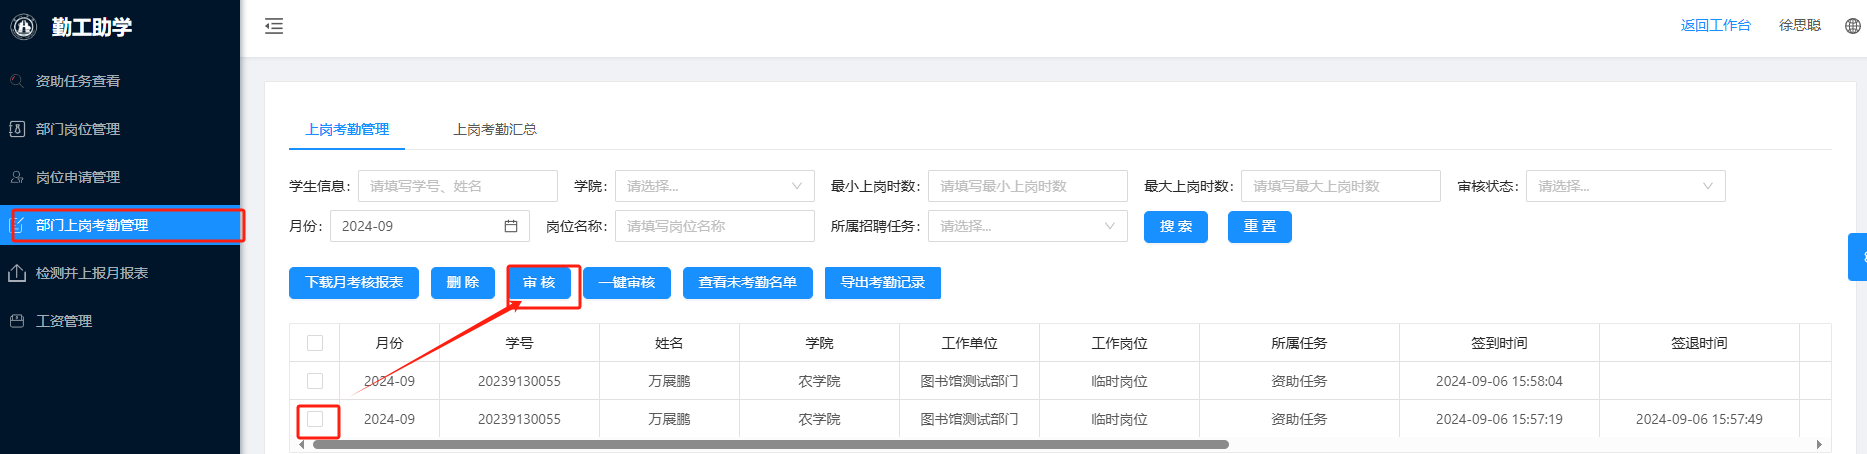 勤工助学
返回工作台 徐思聪
资助任务查看
部门岗位管理
岗位申请管理
部门上岗考勤管理
检测并上报月报表
工资管理
上岗考勤管理 上岗考勤汇总
学生信息: 请填写学号、姓名 学院: 请选择... 最小上岗时数: 请填写最小上岗时数 最大上岗时数: 请填写最大上岗时数 审核状态: 请选择...
月份: 2024-09 岗位名称: 请填写岗位名称 所属招聘任务: 请选择... 搜 索 重 置
下载月考核报表 删 除 审 核 一键审核 查看未考勤名单 导出考勤记录
月份 学号 姓名 学院 工作单位 工作岗位 所属任务 签到时间 签退时间
2024-09 20239130055 万展鹏 农学院 图书馆测试部门 临时岗位 资助任务 2024-09-06 15:58:04
2024-09 20239130055 万展鹏 农学院 图书馆测试部门 临时岗位 资助任务 2024-09-06 15:57:19 2024-09-06 15:57:49